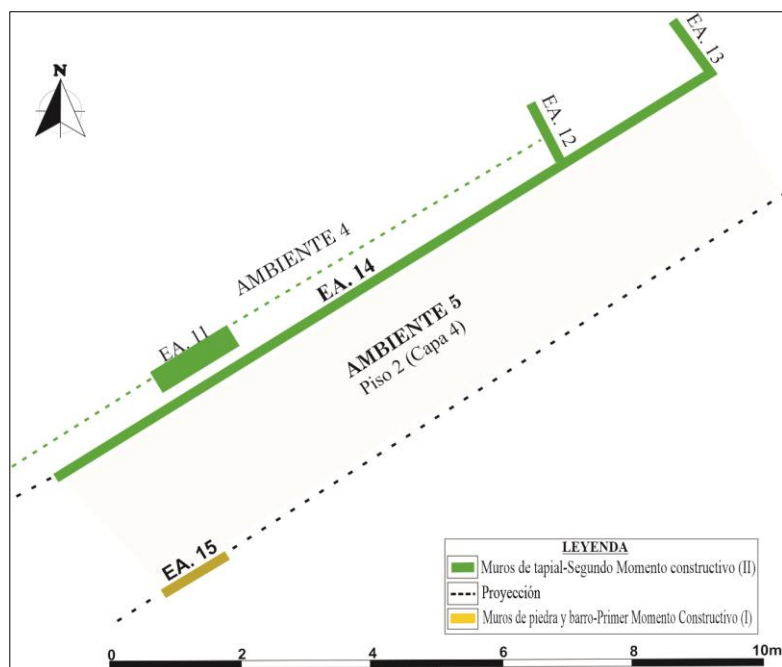 N
EA. 13
EA. 12
AMBIENTE 4
EA. 14
EA. 11
AMBIENTE 5
Piso 2 (Capa 4)
EA. 15
LEYENDA
Muros de tapial-Segundo Momento constructivo (II)
Proyección
Muros de piedra y barro-Primer Momento Constructivo (I)
0 2 4 6 8 10m